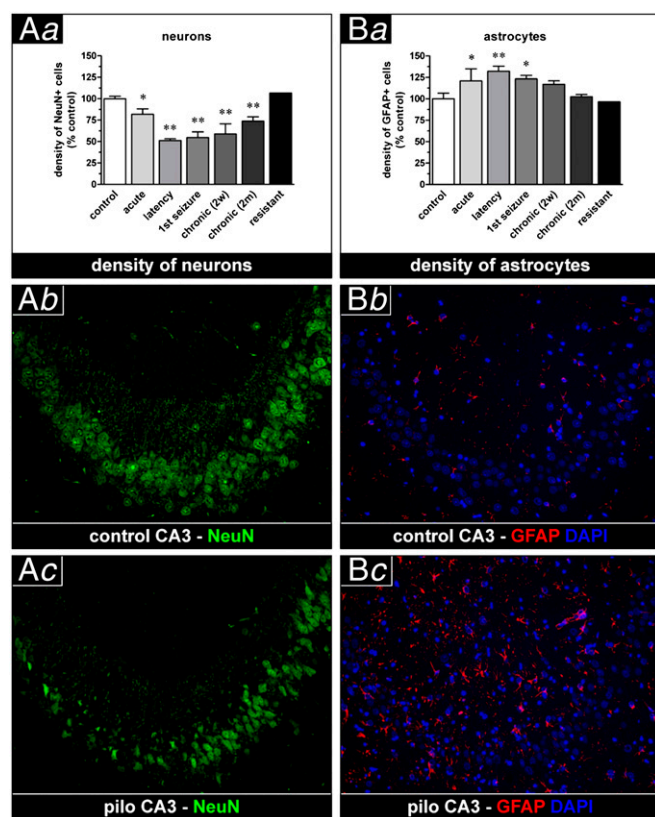 Aa
neurons
density of NeuN+ cells
(% control)
150
125
100
75
50
25
0
*
**
**
**
**
control
acute
latency
1st seizure
chronic (2w)
chronic (2m)
resistant
density of neurons
Ba
astrocytes
density of GFAP+ cells
(% control)
150
125
100
75
50
25
0
*
**
*
control
acute
latency
1st seizure
chronic (2w)
chronic (2m)
resistant
density of astrocytes
Ab
control CA3 - NeuN
Bb
control CA3 - GFAP DAPI
Ac
pilo CA3 - NeuN
Bc
pilo CA3 - GFAP DAPI